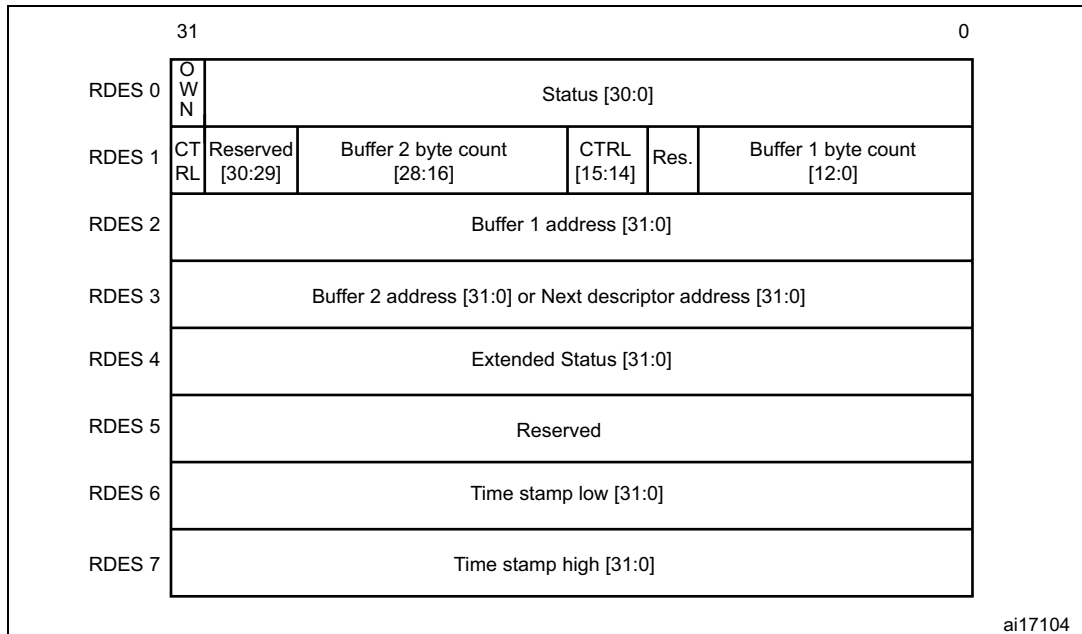 31 0
RDES 0
O
W
N
Status [30:0]
RDES 1
CT
RL
Reserved
[30:29]
Buffer 2 byte count
[28:16]
CTRL
[15:14]
Res.
Buffer 1 byte count
[12:0]
RDES 2
Buffer 1 address [31:0]
RDES 3
Buffer 2 address [31:0] or Next descriptor address [31:0]
RDES 4
Extended Status [31:0]
RDES 5
Reserved
RDES 6
Time stamp low [31:0]
RDES 7
Time stamp high [31:0]
ai17104